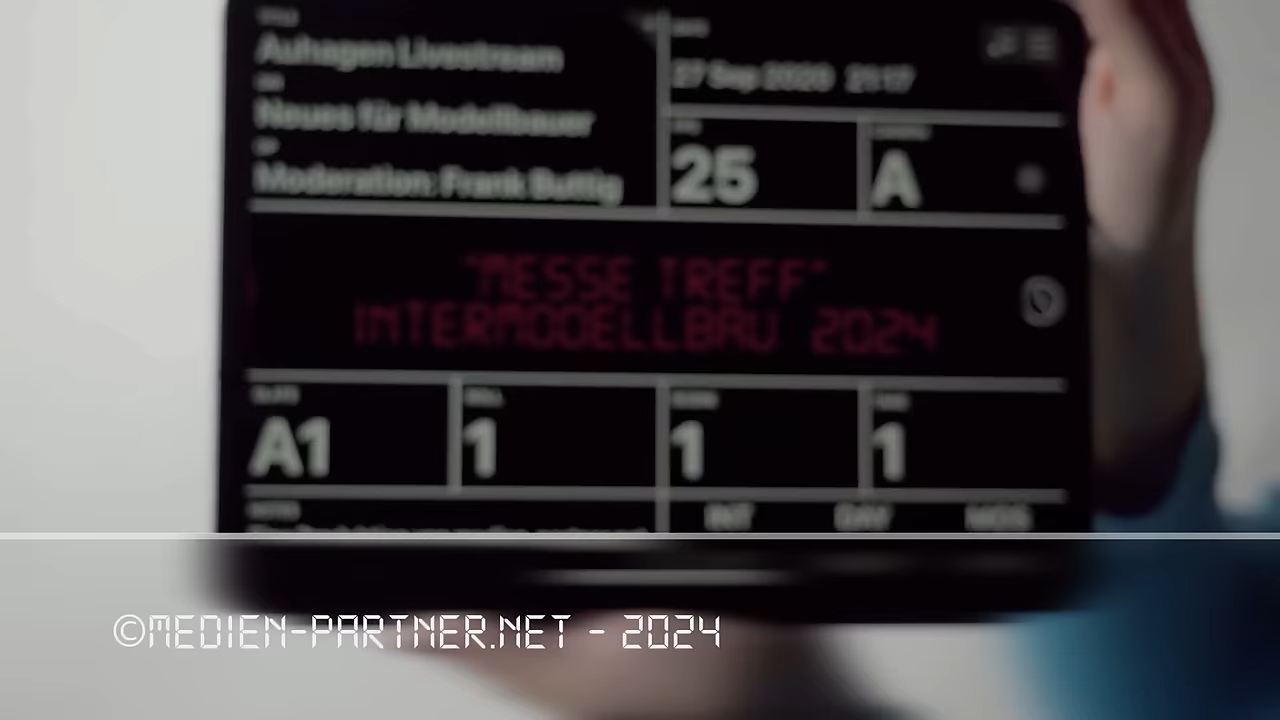 Auhagen Livestream
Neues für Modellbauer
Moderation: Frank Buttig
27 Sep 2020 21:17
25
A
"MESSE TREFF"
INTERMODELLBAU 2024
A1
1
1
1
INT
DAY
MOS
©MEDIEN-PARTNER.NET - 2024